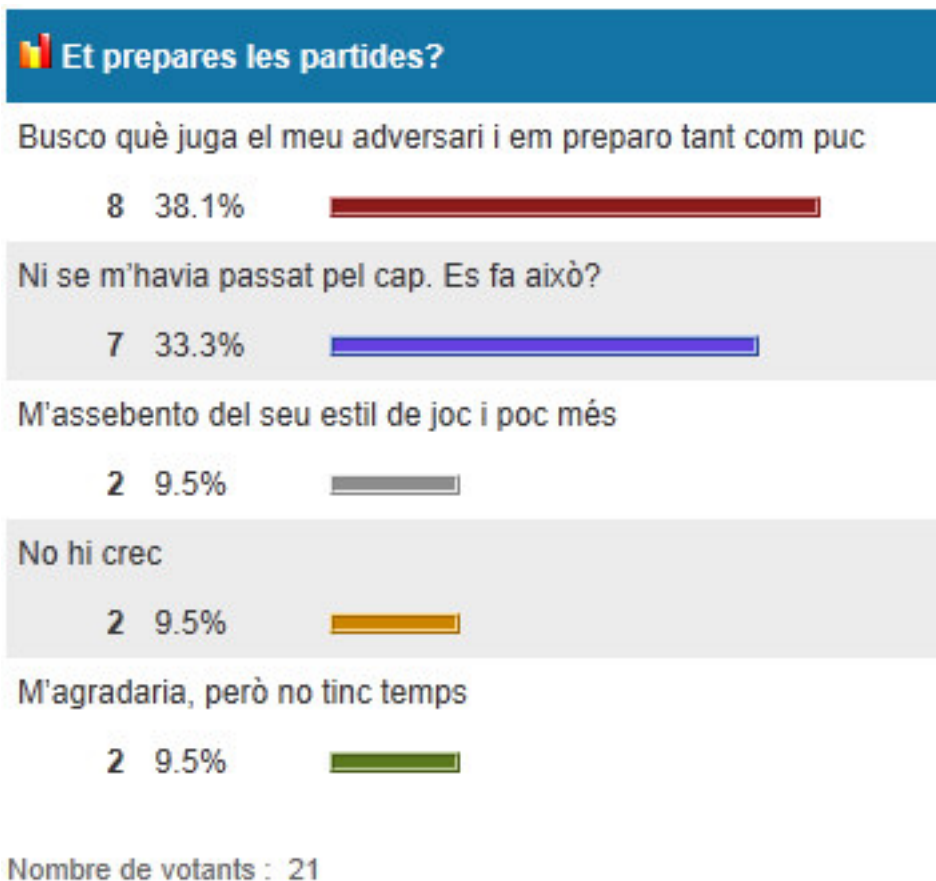 Et prepares les partides?
Busco què juga el meu adversari i em preparo tant com puc
8 38.1%
Ni se m'havia passat pel cap. Es fa això?
7 33.3%
M'assebento del seu estil de joc i poc més
2 9.5%
No hi crec
2 9.5%
M'agradaria, però no tinc temps
2 9.5%
Nombre de votants : 21